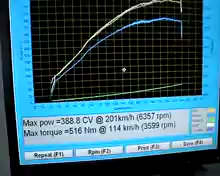 Max pow =388.8 CV @ 201km/h (6357 rpm)
Max torque =516 Nm @ 114 km/h (3599 rpm)
Repeat (F1)
Rpm (F2)
Print (F3)
Save (F4)